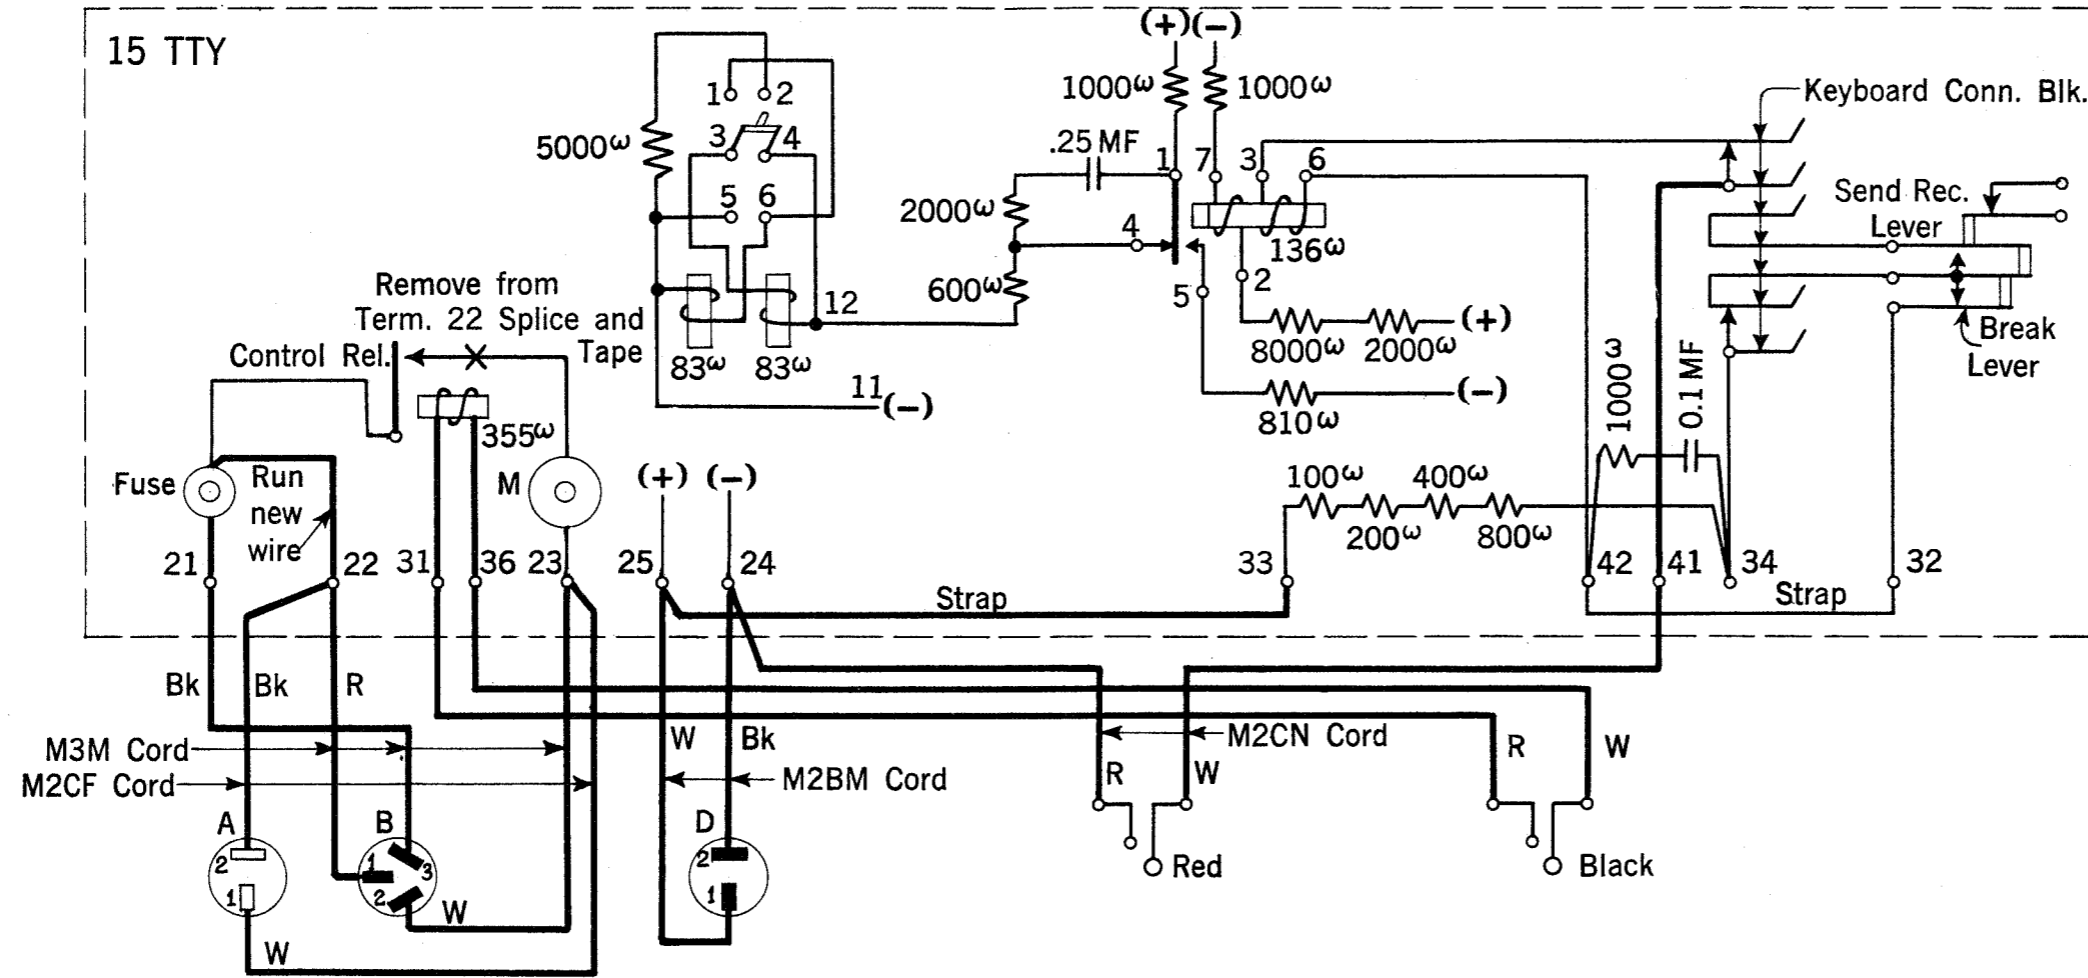 15 TTY
(+)(-)
1000ω
1000ω
Keyboard Conn. Blk.
1
2
3
4
5000ω
5
6
.25 MF
1
7
3
6
2000ω
4
136ω
Send Rec.
Lever
600ω
5
2
Remove from
Term. 22 Splice and
Tape
12
83ω
83ω
Control Rel.
8000ω
2000ω
(+)
(-)
810ω
Break
Lever
1000ω
0.1 MF
11
(-)
355ω
Fuse
Run
new
wire
M
(+)
(-)
100ω
400ω
200ω
800ω
21
22
31
36
23
25
24
33
42
41
34
32
Strap
Strap
Bk
Bk
R
W
Bk
M2CN Cord
R
W
R
W
M3M Cord
M2CF Cord
M2BM Cord
A
B
D
2
1
1
3
2
2
1
W
W
Red
Black